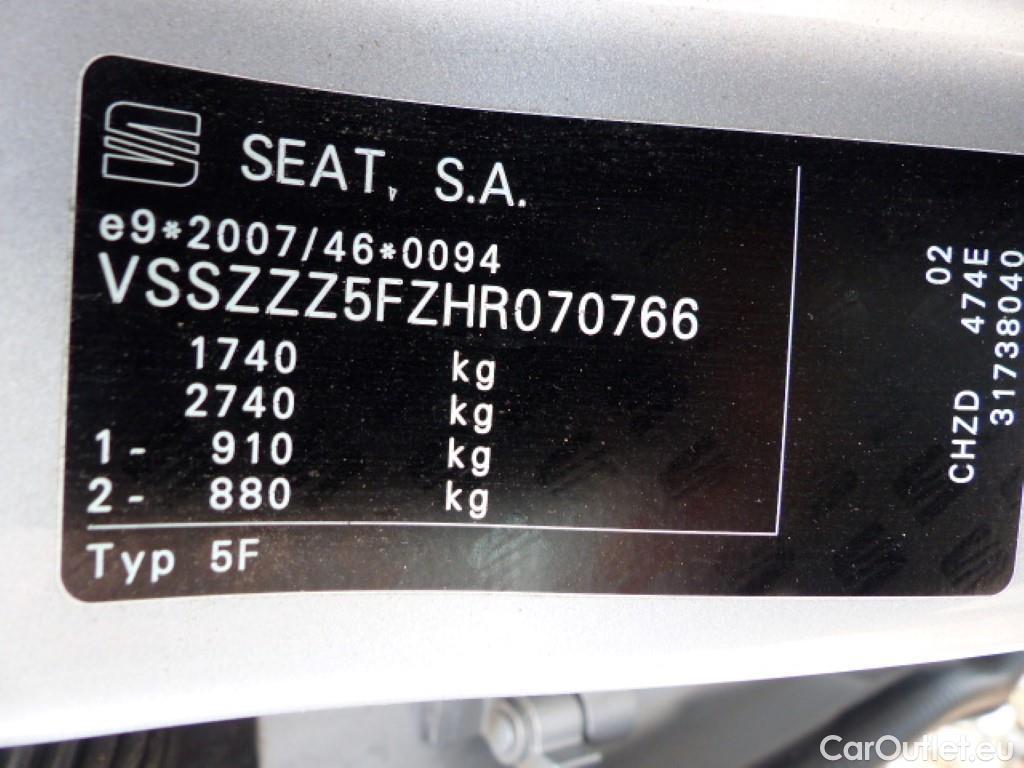 SEAT, S.A.
e9*2007/46*0094
VSSZZZ5FZHR070766
1740 kg
2740 kg
1- 910 kg
2- 880 kg
Typ 5F
02
CHZD 474E
31738040
CarOutlet.eu